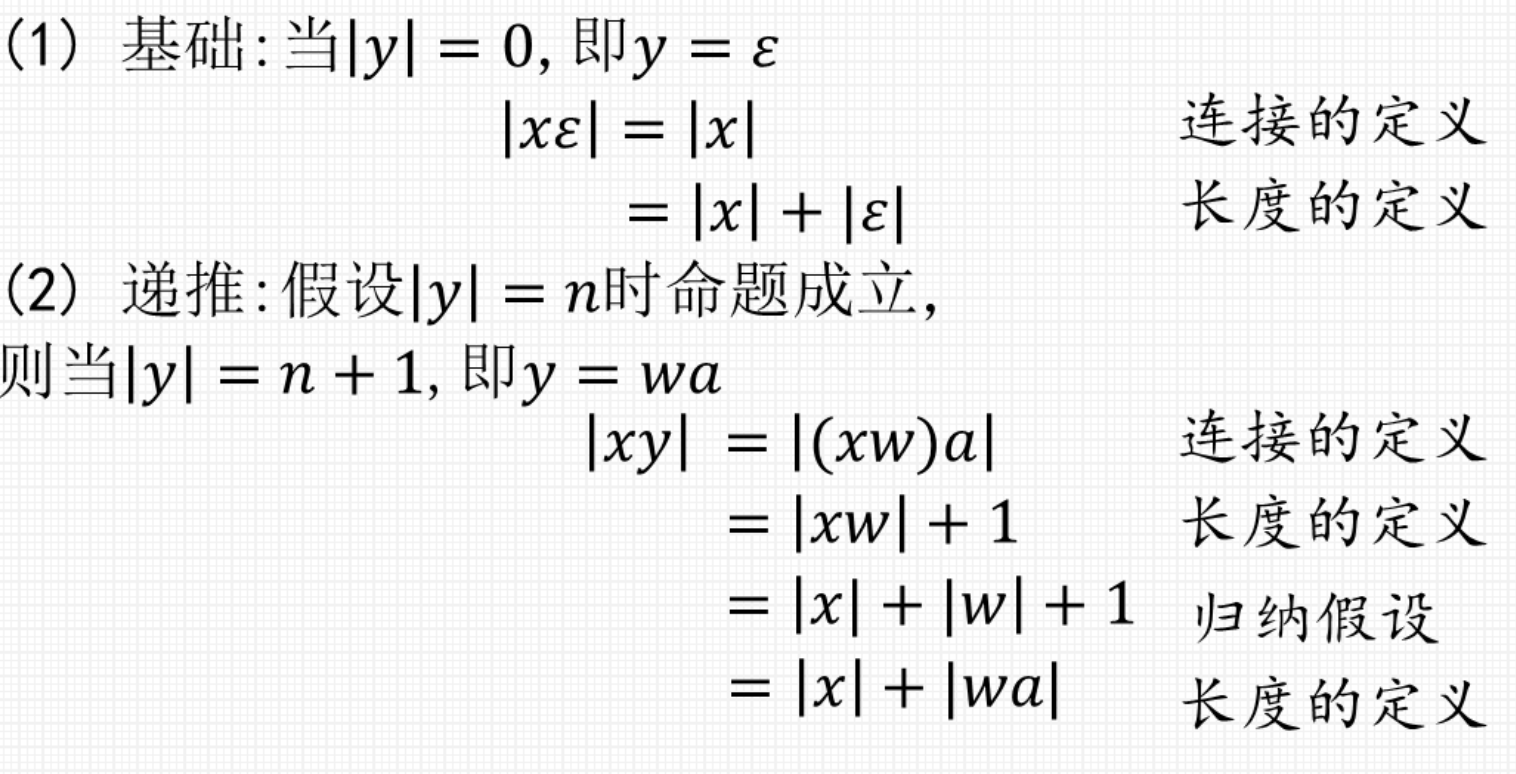 (1) 基础:当|y| = 0, 即y = ε
|xε| = |x| 连接的定义
= |x| + |ε| 长度的定义
(2) 递推:假设|y| = n时命题成立,
则当|y| = n + 1, 即y = wa
|xy| = |(xw)a| 连接的定义
= |xw| + 1 长度的定义
= |x| + |w| + 1 归纳假设
= |x| + |wa| 长度的定义